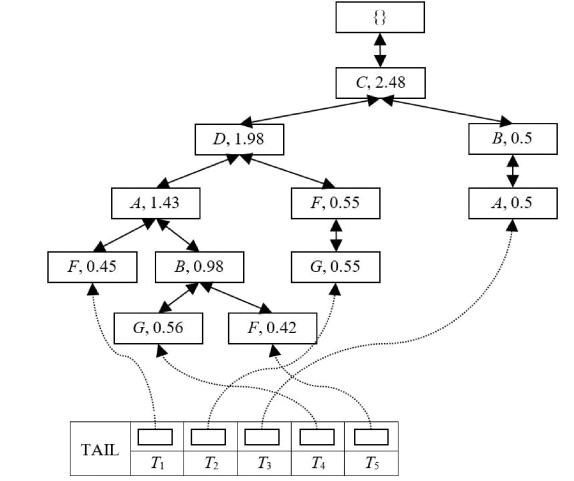 {}
C, 2.48
D, 1.98
B, 0.5
A, 1.43
F, 0.55
A, 0.5
F, 0.45
B, 0.98
G, 0.55
G, 0.56
F, 0.42
TAIL
T1 T2 T3 T4 T5